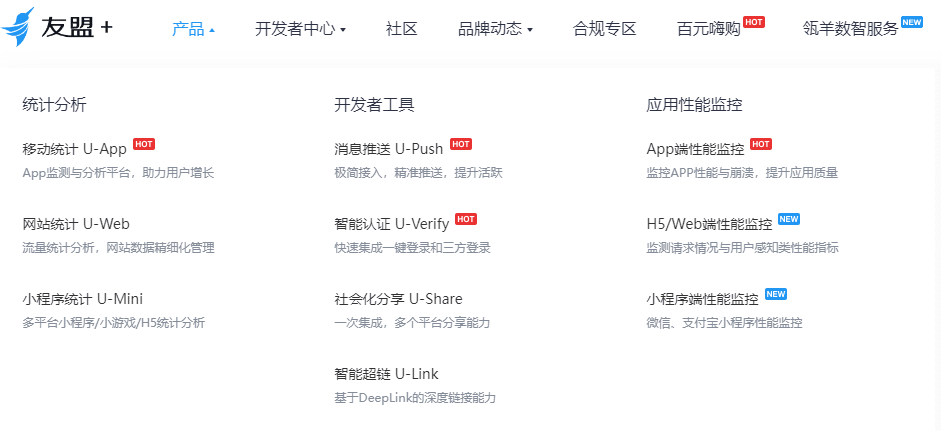 友盟+ 产品 开发者中心 社区 品牌动态 合规专区 百元嗨购 HOT 瓴羊数智服务 NEW
统计分析 开发者工具 应用性能监控
移动统计 U-App HOT 消息推送 U-Push HOT App端性能监控 HOT
App监测与分析平台，助力用户增长 极简接入，精准推送，提升活跃 监控APP性能与崩溃，提升应用质量
网站统计 U-Web 智能认证 U-Verify HOT H5/Web端性能监控 NEW
流量统计分析，网站数据精细化管理 快速集成一键登录和三方登录 监测请求情况与用户感知类性能指标
小程序统计 U-Mini 社会化分享 U-Share 小程序端性能监控 NEW
多平台小程序/小游戏/H5统计分析 一次集成，多个平台分享能力 微信、支付宝小程序性能监控
智能超链 U-Link
基于DeepLink的深度链接能力